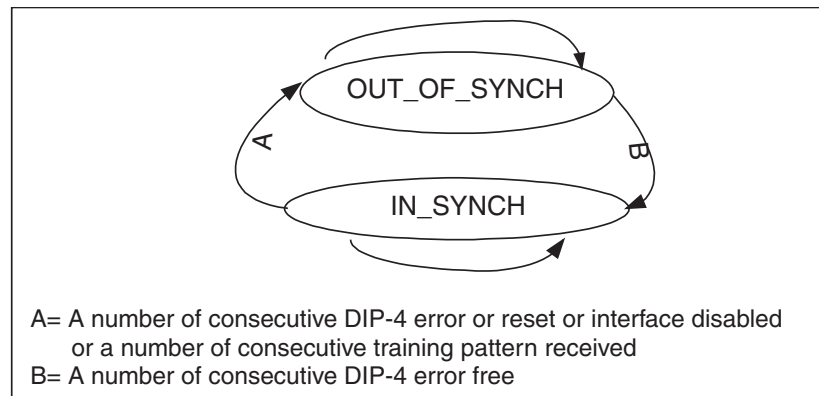 OUT_OF_SYNCH
A
B
IN_SYNCH
A= A number of consecutive DIP-4 error or reset or interface disabled
or a number of consecutive training pattern received
B= A number of consecutive DIP-4 error free